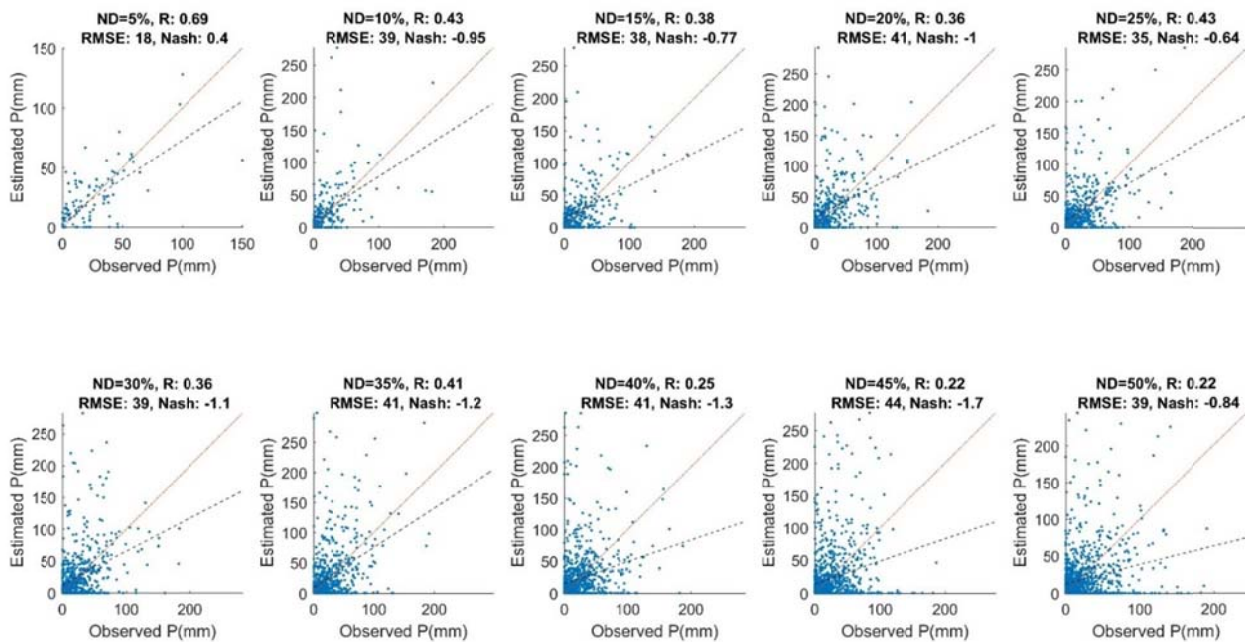 ND=5%, R: 0.69
RMSE: 18, Nash: 0.4
150
100
50
0
0 50 100 150
Estimated P(mm)
Observed P(mm)
ND=10%, R: 0.43
RMSE: 39, Nash: -0.95
250
200
150
100
50
0
0 100 200
Estimated P(mm)
Observed P(mm)
ND=15%, R: 0.38
RMSE: 38, Nash: -0.77
250
200
150
100
50
0
0 100 200
Estimated P(mm)
Observed P(mm)
ND=20%, R: 0.36
RMSE: 41, Nash: -1
250
200
150
100
50
0
0 100 200
Estimated P(mm)
Observed P(mm)
ND=25%, R: 0.43
RMSE: 35, Nash: -0.64
250
200
150
100
50
0
0 100 200
Estimated P(mm)
Observed P(mm)
ND=30%, R: 0.36
RMSE: 39, Nash: -1.1
250
200
150
100
50
0
0 100 200
Estimated P(mm)
Observed P(mm)
ND=35%, R: 0.41
RMSE: 41, Nash: -1.2
250
200
150
100
50
0
0 100 200
Estimated P(mm)
Observed P(mm)
ND=40%, R: 0.25
RMSE: 41, Nash: -1.3
250
200
150
100
50
0
0 100 200
Estimated P(mm)
Observed P(mm)
ND=45%, R: 0.22
RMSE: 44, Nash: -1.7
250
200
150
100
50
0
0 100 200
Estimated P(mm)
Observed P(mm)
ND=50%, R: 0.22
RMSE: 39, Nash: -0.84
200
150
100
50
0
0 100 200
Estimated P(mm)
Observed P(mm)